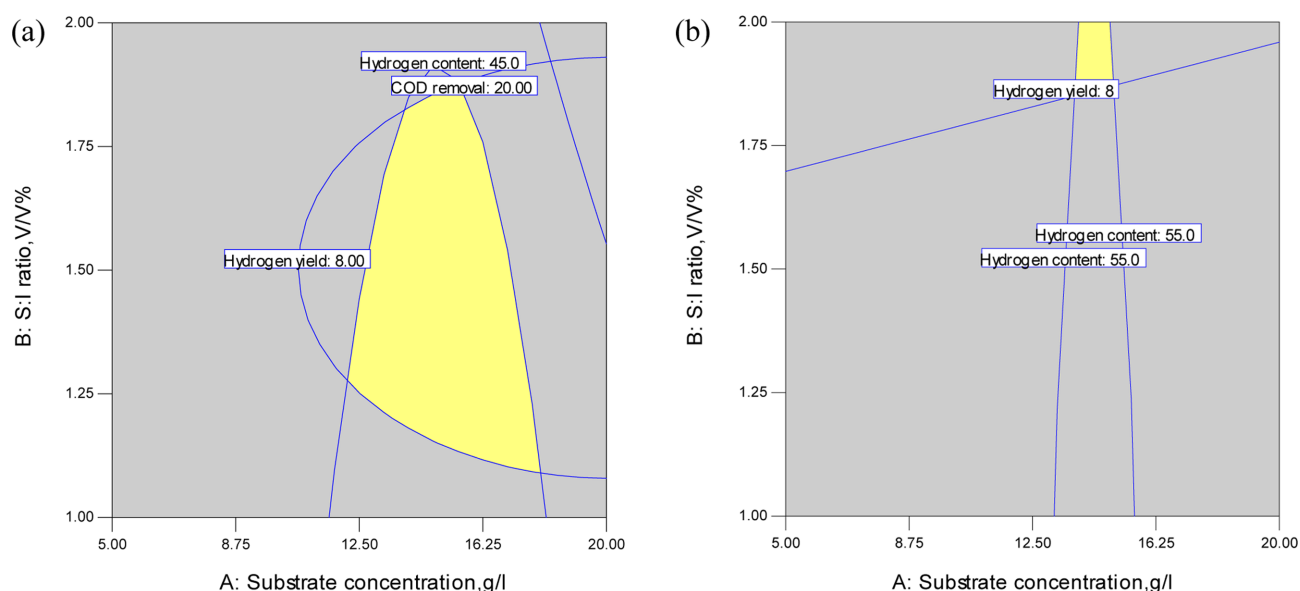 (a)
2.00
1.75
1.50
1.25
1.00
B: S:I ratio,V/V%
Hydrogen content: 45.0
COD removal: 20.00
Hydrogen yield: 8.00
5.00 8.75 12.50 16.25 20.00
A: Substrate concentration,g/l
(b)
2.00
1.75
1.50
1.25
1.00
B: S:I ratio,V/V%
Hydrogen yield: 8
Hydrogen content: 55.0
Hydrogen content: 55.0
5.00 8.75 12.50 16.25 20.00
A: Substrate concentration,g/l